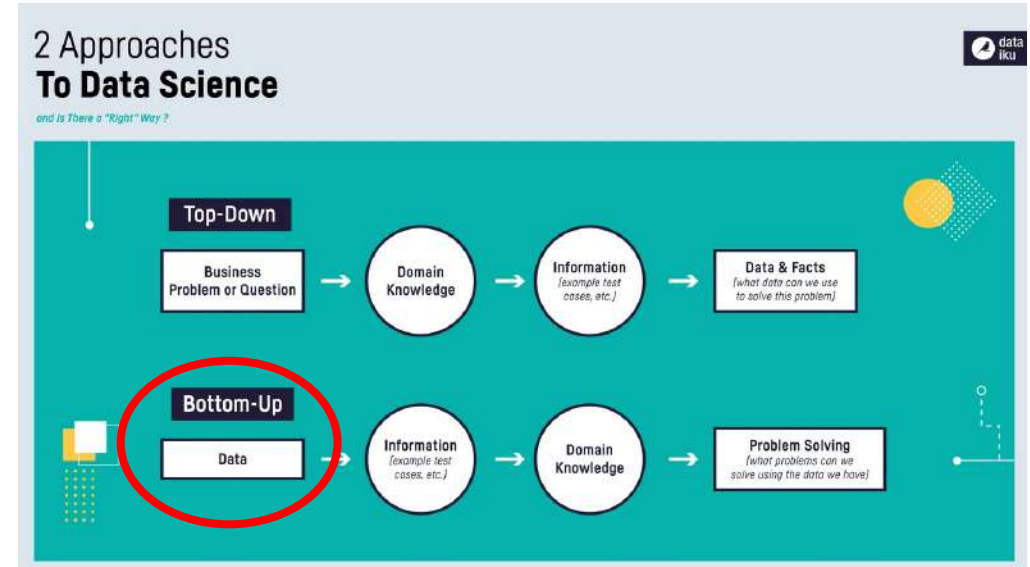 2 Approaches
To Data Science
and Is There a "Right" Way ?
data
iku
Top-Down
Business
Problem or Question
Domain
Knowledge
Information
[example test
cases, etc.]
Data & Facts
[what data can we use
to solve this problem]
Bottom-Up
Data
Information
[example test
cases, etc.]
Domain
Knowledge
Problem Solving
[what problems can we
solve using the data we have]